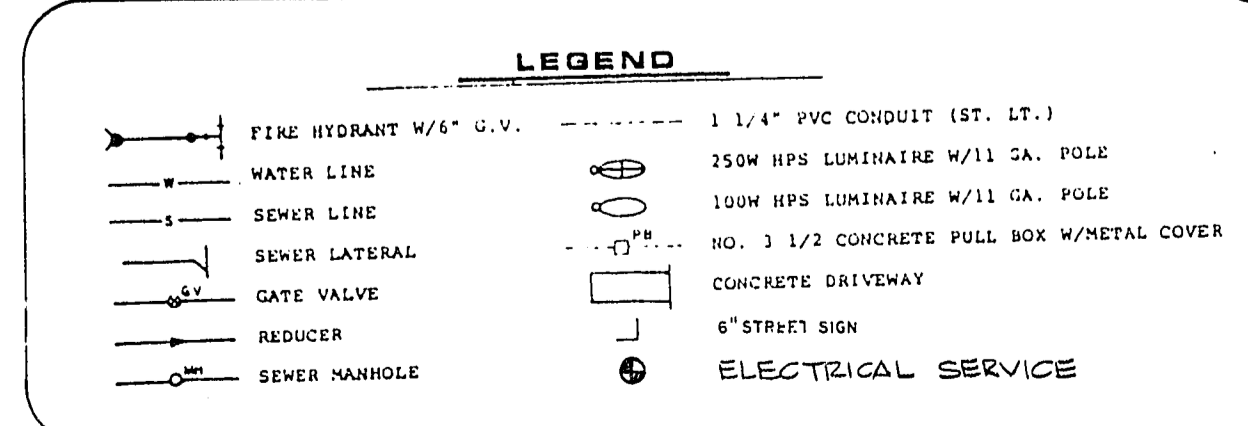 LEGEND
FIRE HYDRANT W/6" G.V.
W WATER LINE
S SEWER LINE
SEWER LATERAL
GV GATE VALVE
REDUCER
MH SEWER MANHOLE
1 1/4" PVC CONDUIT (ST. LT.)
250W HPS LUMINAIRE W/11 GA. POLE
100W HPS LUMINAIRE W/11 GA. POLE
PB NO. 3 1/2 CONCRETE PULL BOX W/METAL COVER
CONCRETE DRIVEWAY
6" STREET SIGN
ELECTRICAL SERVICE